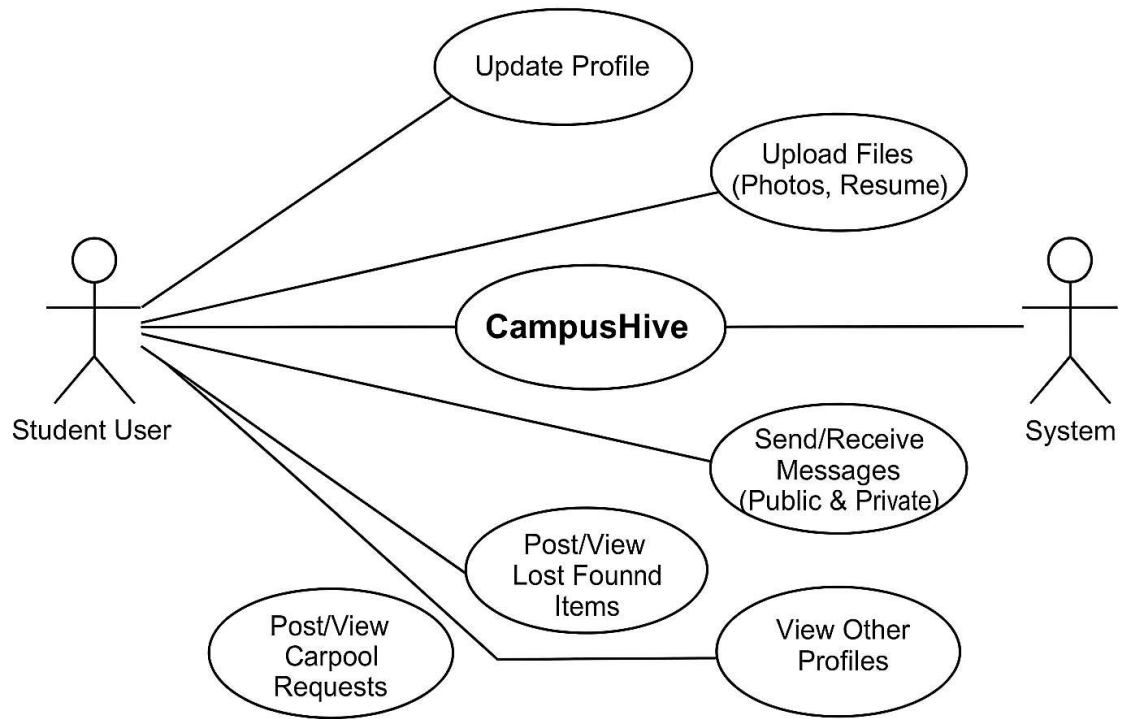 Update Profile
Upload Files
(Photos, Resume)
CampusHive
Student User
System
Send/Receive
Messages
(Public & Private)
Post/View
Lost Founnd
Items
Post/View
Carpool
Requests
View Other
Profiles